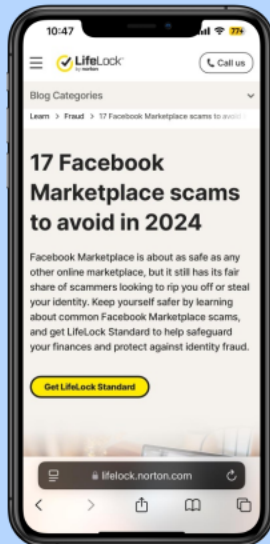 10:47
77+
LifeLock
by norton
Call us
Blog Categories
Learn > Fraud > 17 Facebook Marketplace scams to avoid
17 Facebook
Marketplace scams
to avoid in 2024
Facebook Marketplace is about as safe as any
other online marketplace, but it still has its fair
share of scammers looking to rip you off or steal
your identity. Keep yourself safer by learning
about common Facebook Marketplace scams,
and get LifeLock Standard to help safeguard
your finances and protect against identity fraud.
Get LifeLock Standard
lifelock.norton.com